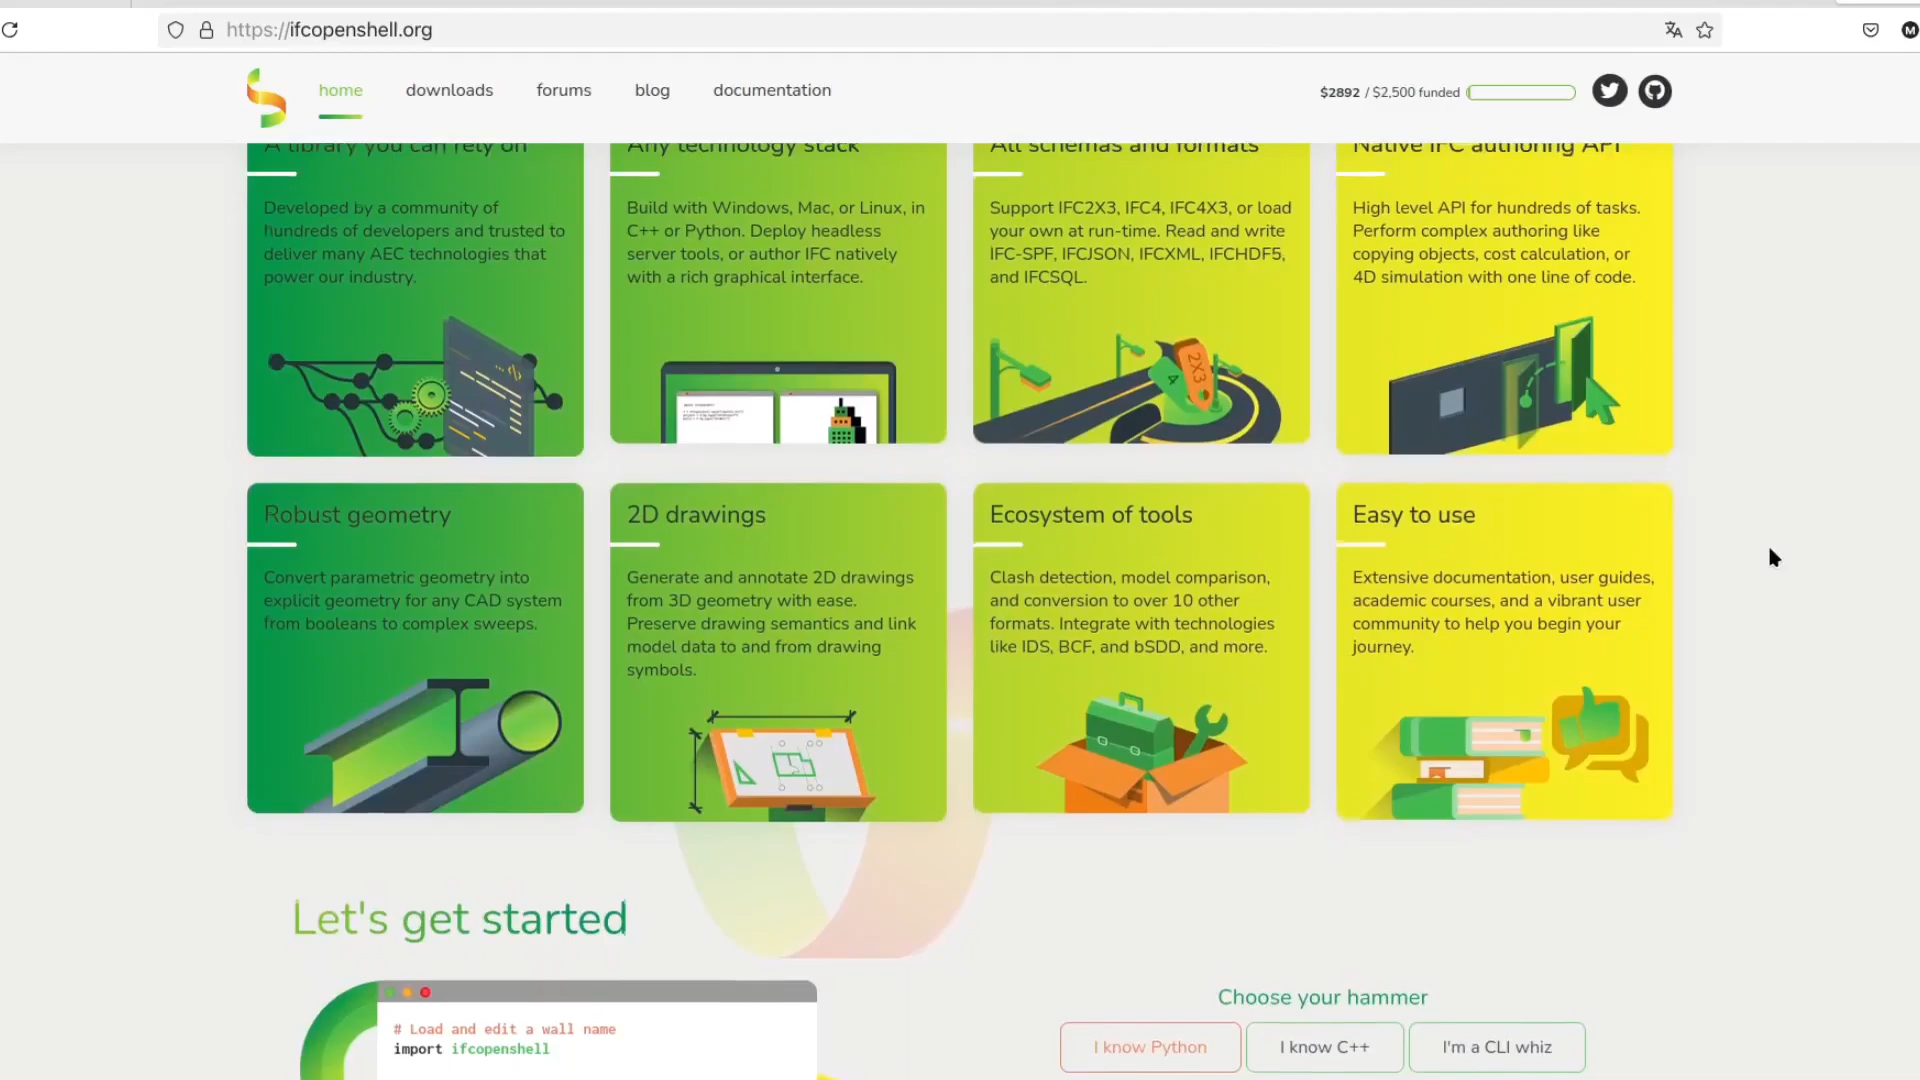 https://ifcopenshell.org
M
home
downloads
forums
blog
documentation
$2892 / $2,500 funded
A library you can rely on
Developed by a community of
hundreds of developers and trusted to
deliver many AEC technologies that
power our industry.
Any technology stack
Build with Windows, Mac, or Linux, in
C++ or Python. Deploy headless
server tools, or author IFC natively
with a rich graphical interface.
All schemas and formats
Support IFC2X3, IFC4, IFC4X3, or load
your own at run-time. Read and write
IFC-SPF, IFCJSON, IFCXML, IFCHDF5,
and IFCSQL.
4
2X3
Native IFC authoring API
High level API for hundreds of tasks.
Perform complex authoring like
copying objects, cost calculation, or
4D simulation with one line of code.
Robust geometry
Convert parametric geometry into
explicit geometry for any CAD system
from booleans to complex sweeps.
2D drawings
Generate and annotate 2D drawings
from 3D geometry with ease.
Preserve drawing semantics and link
model data to and from drawing
symbols.
Ecosystem of tools
Clash detection, model comparison,
and conversion to over 10 other
formats. Integrate with technologies
like IDS, BCF, and bSDD, and more.
Easy to use
Extensive documentation, user guides,
academic courses, and a vibrant user
community to help you begin your
journey.
Let's get started
# Load and edit a wall name
import ifcopenshell
Choose your hammer
I know Python
I know C++
I'm a CLI whiz